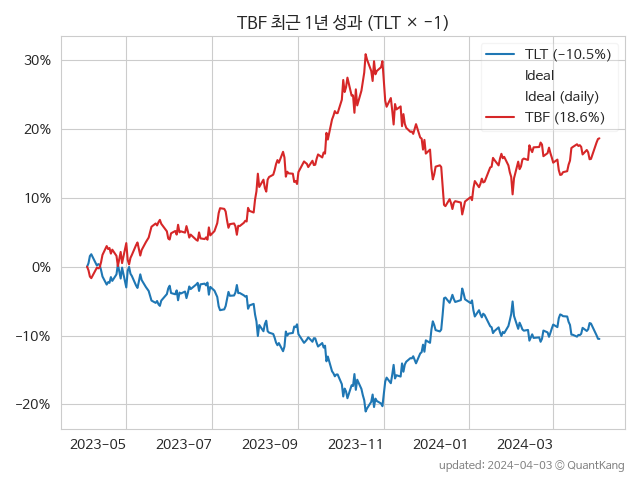 TBF 최근 1년 성과 (TLT × −1)
TLT (−10.5%)
Ideal
Ideal (daily)
TBF (18.6%)
30%
20%
10%
0%
−10%
−20%
2023−05 2023−07 2023−09 2023−11 2024−01 2024−03
updated: 2024−04−03 © QuantKang